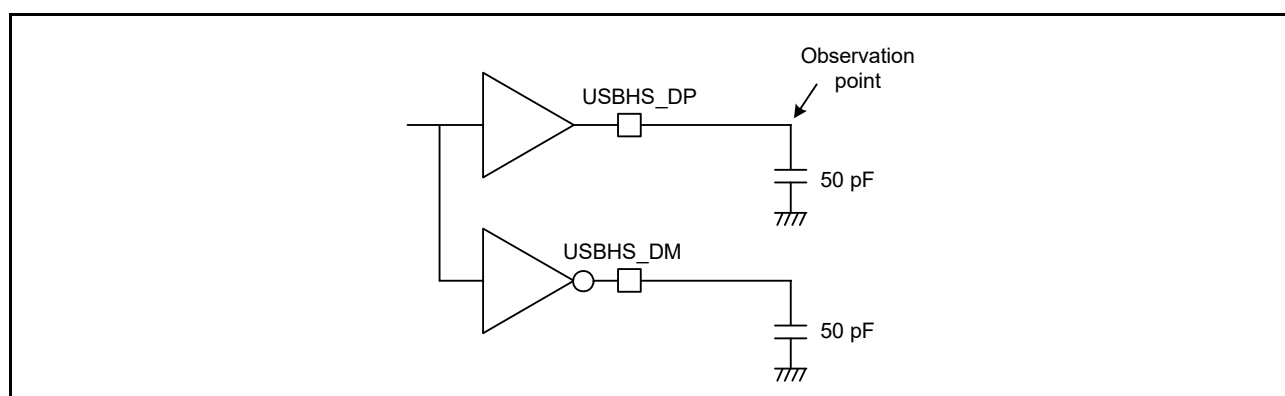 Observation
point
USBHS_DP
50 pF
USBHS_DM
50 pF